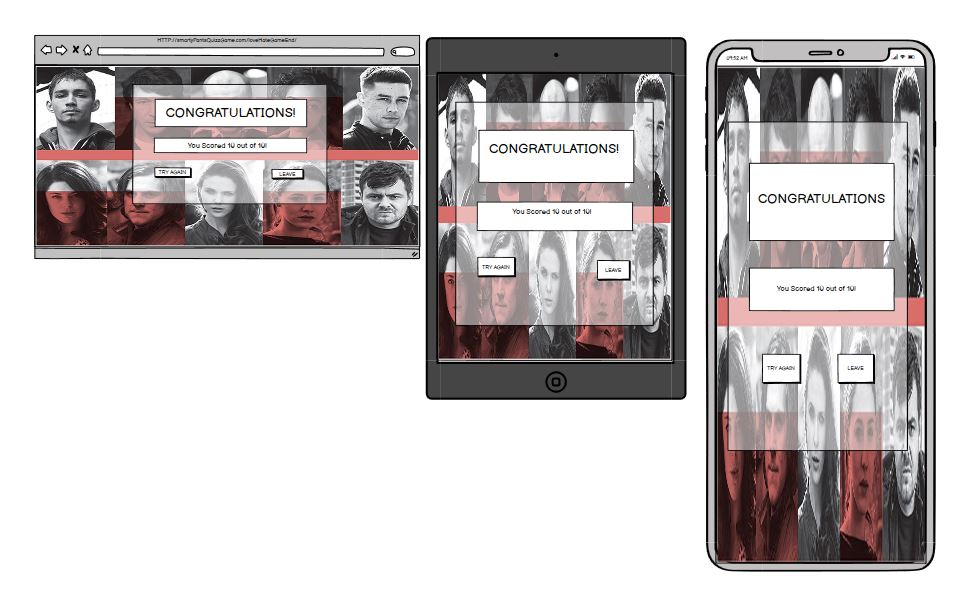 HTTP://smartyPantsQuizzGame.com/loveHateGameEnd/
CONGRATULATIONS!
You Scored 10 out of 10!
TRY AGAIN
LEAVE
CONGRATULATIONS!
You Scored 10 out of 10!
TRY AGAIN
LEAVE
09:52 AM
CONGRATULATIONS
You Scored 10 out of 10!
TRY AGAIN
LEAVE